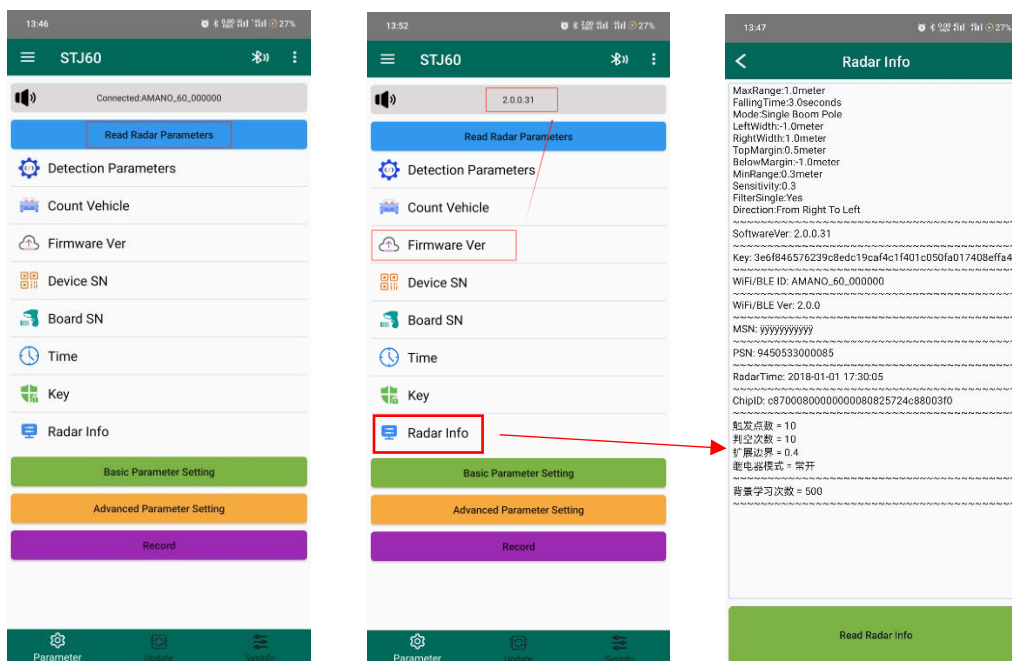 13:46
27%
STJ60
Connected:AMANO_60_000000
Read Radar Parameters
Detection Parameters
Count Vehicle
Firmware Ver
Device SN
Board SN
Time
Key
Radar Info
Basic Parameter Setting
Advanced Parameter Setting
Record
Parameter
Update
SysInfo
13:52
27%
STJ60
2.0.0.31
Read Radar Parameters
Detection Parameters
Count Vehicle
Firmware Ver
Device SN
Board SN
Time
Key
Radar Info
Basic Parameter Setting
Advanced Parameter Setting
Record
Parameter
Update
SysInfo
13:47
27%
Radar Info
MaxRange:1.0meter
FallingTime:3.0seconds
Mode:Single Boom Pole
LeftWidth:-1.0meter
RightWidth:1.0meter
TopMargin:0.5meter
BelowMargin:-1.0meter
MinRange:0.3meter
Sensitivity:0.3
FilterSingle:Yes
Direction:From Right To Left
SoftwareVer: 2.0.0.31
Key: 3e6f846576239c8edc19caf4c1f401c050fa017408effa4
WiFi/BLE ID: AMANO_60_000000
WiFi/BLE Ver: 2.0.0
MSN: ÿÿÿÿÿÿÿÿÿÿÿ
PSN: 9450533000085
RadarTime: 2018-01-01 17:30:05
ChipID: c87000800000000080825724c88003f0
触发点数 = 10
判空次数 = 10
扩展边界 = 0.4
继电器模式 = 常开
背景学习次数 = 500
Read Radar Info